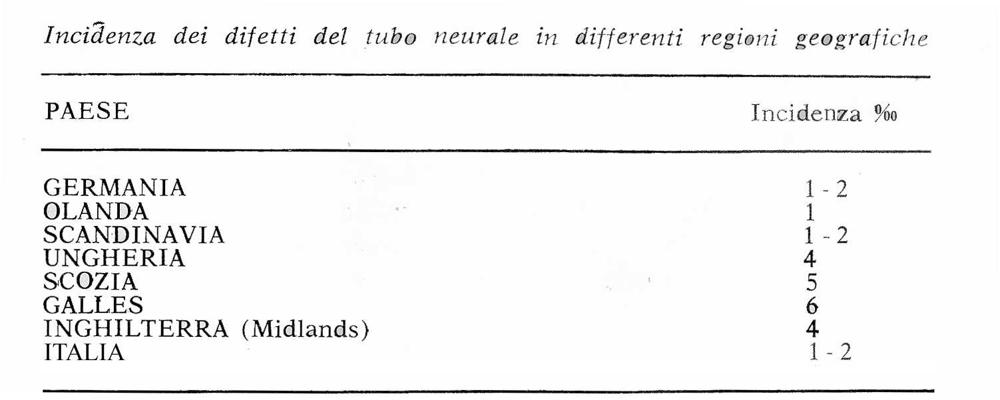 Incidenza dei difetti del tubo neurale in differenti regioni geografiche
PAESE Incidenza ‰
GERMANIA 1 - 2
OLANDA 1
SCANDINAVIA 1 - 2
UNGHERIA 4
SCOZIA 5
GALLES 6
INGHILTERRA (Midlands) 4
ITALIA 1 - 2